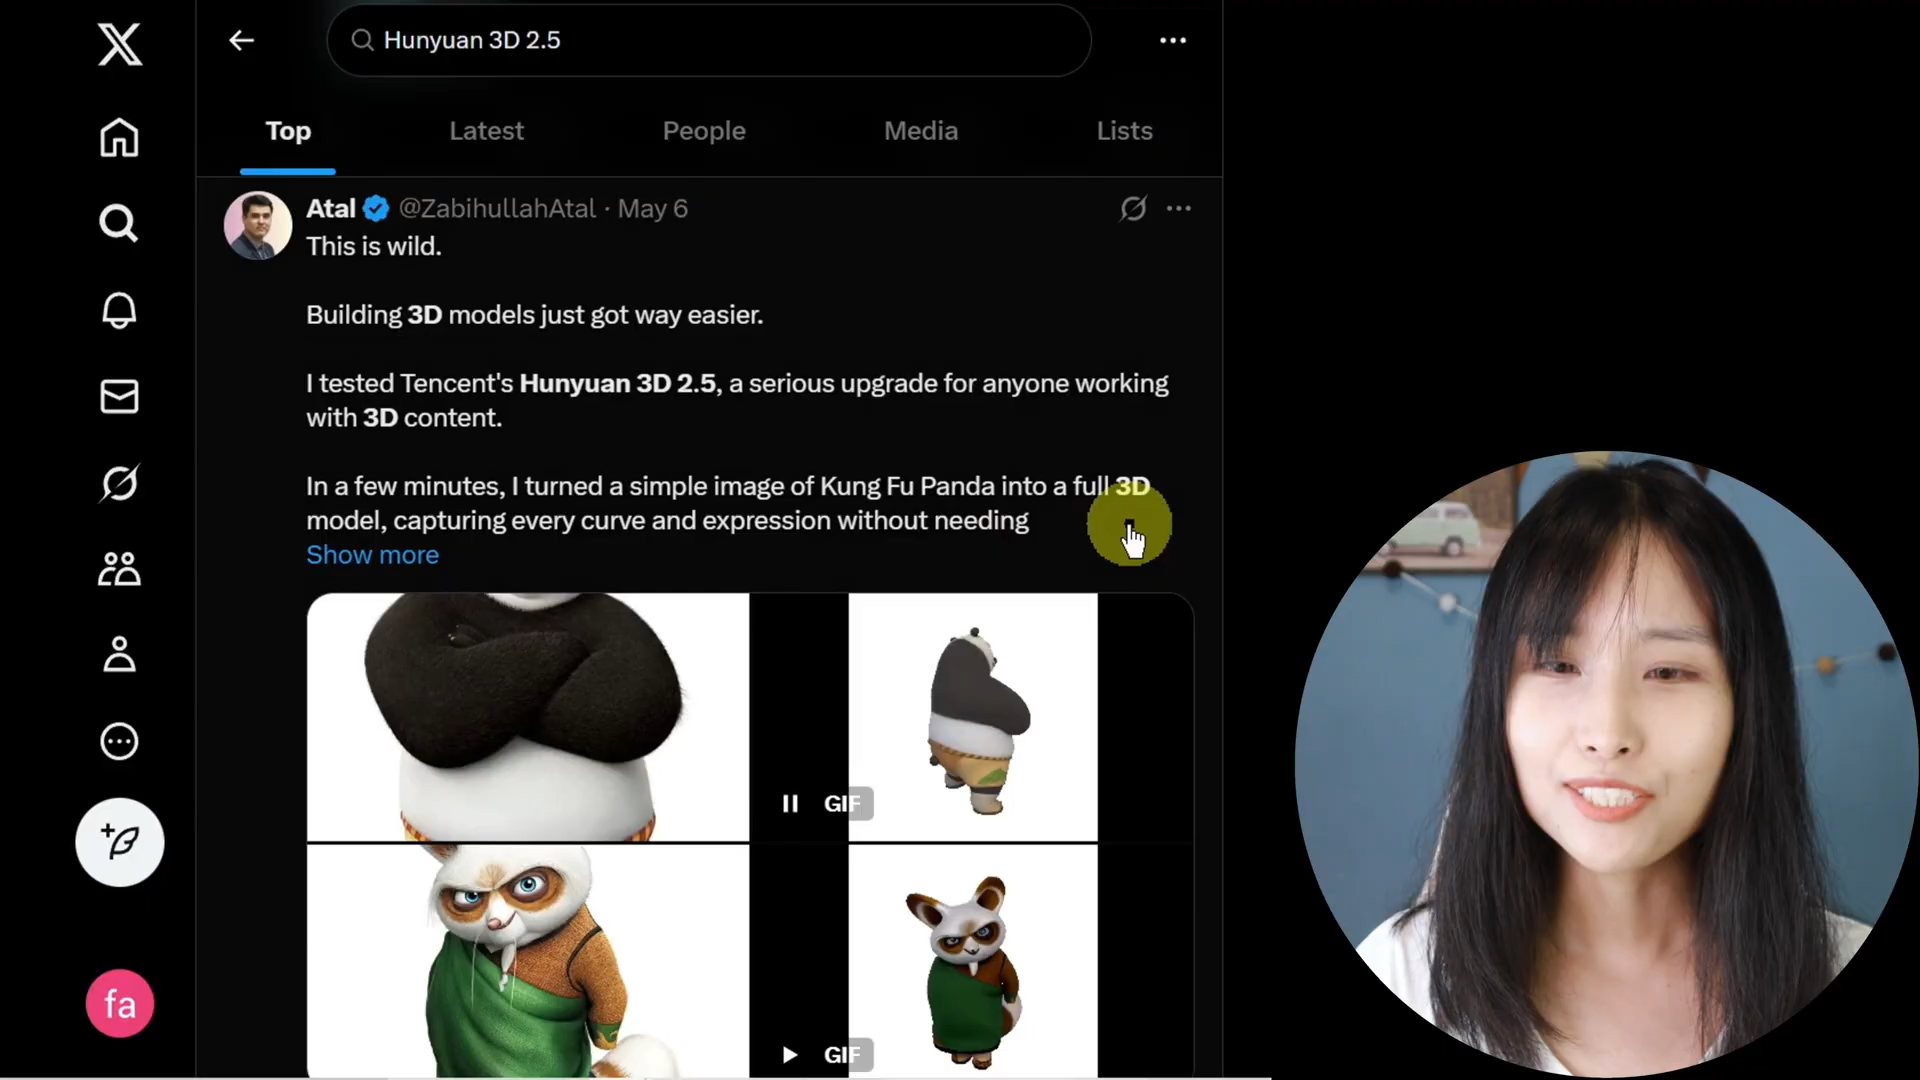 Hunyuan 3D 2.5
Top
Latest
People
Media
Lists
Atal @ZabihullahAtal · May 6
This is wild.
Building 3D models just got way easier.
I tested Tencent's Hunyuan 3D 2.5, a serious upgrade for anyone working
with 3D content.
In a few minutes, I turned a simple image of Kung Fu Panda into a full 3D
model, capturing every curve and expression without needing
Show more
GIF
GIF
fa